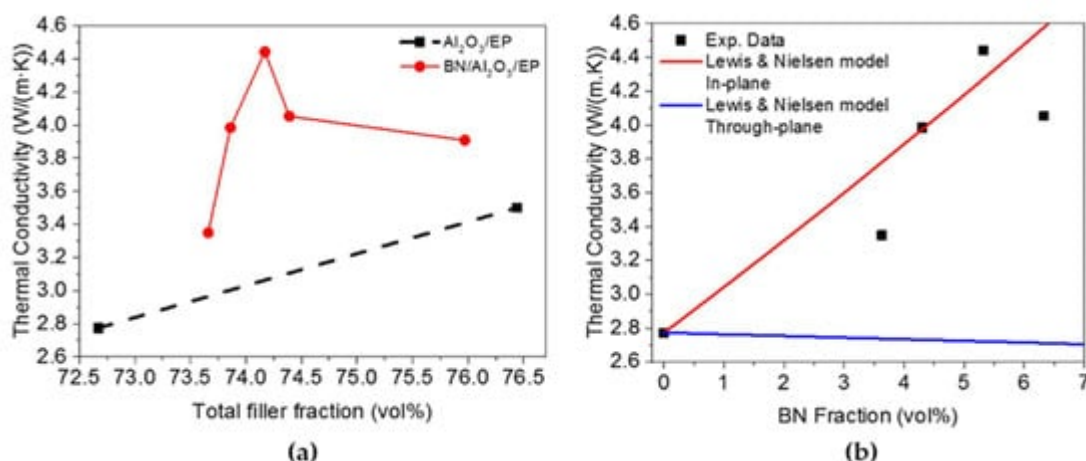 Thermal Conductivity (W/(m·K))
4.6
4.4
4.2
4.0
3.8
3.6
3.4
3.2
3.0
2.8
2.6
Al₂O₃/EP
BN/Al₂O₃/EP
72.5 73.0 73.5 74.0 74.5 75.0 75.5 76.0 76.5
Total filler fraction (vol%)
(a)
Thermal Conductivity (W/(m.K))
4.6
4.4
4.2
4.0
3.8
3.6
3.4
3.2
3.0
2.8
2.6
Exp. Data
Lewis & Nielsen model
In-plane
Lewis & Nielsen model
Through-plane
0 1 2 3 4 5 6 7
BN Fraction (vol%)
(b)